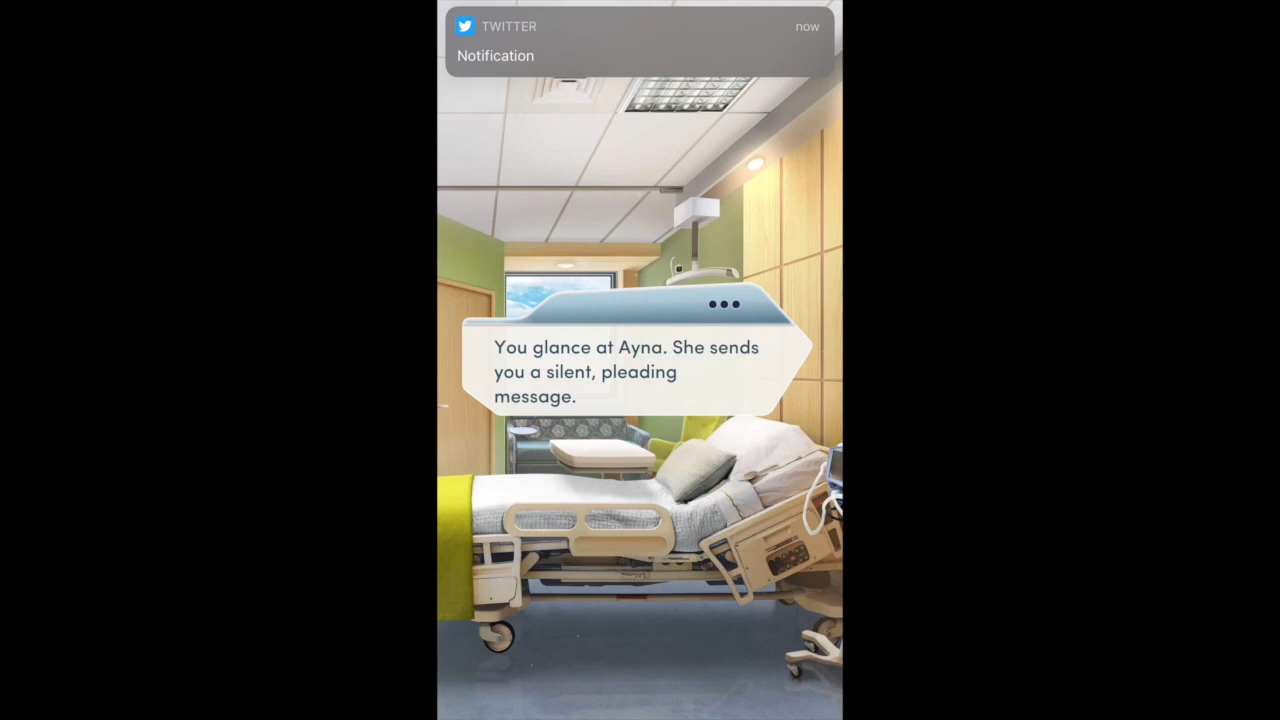 TWITTER now
Notification
You glance at Ayna. She sends
you a silent, pleading
message.